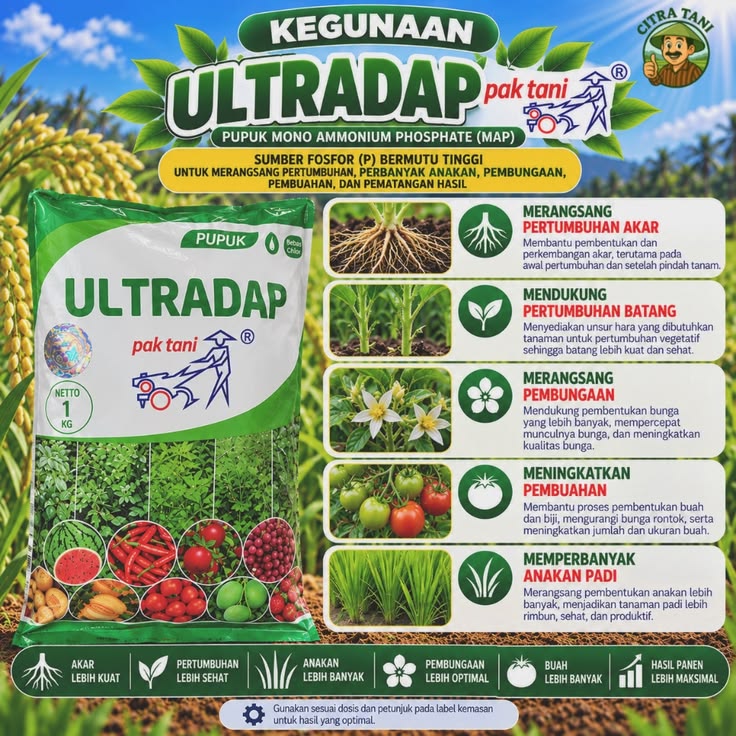 KEGUNAAN
CITRA TANI
ULTRADAP pak tani ®
PUPUK MONO AMMONIUM PHOSPHATE (MAP)
SUMBER FOSFOR (P) BERMUTU TINGGI
UNTUK MERANGSANG PERTUMBUHAN, PERBANYAK ANAKAN, PEMBUNGAAN,
PEMBUAHAN, DAN PEMATANGAN HASIL
PUPUK
Bebas
Chlor
ULTRADAP
pak tani ®
NETTO
1
KG
MERANGSANG
PERTUMBUHAN AKAR
Membantu pembentukan dan
perkembangan akar, terutama pada
awal pertumbuhan dan setelah pindah tanam.
MENDUKUNG
PERTUMBUHAN BATANG
Menyediakan unsur hara yang dibutuhkan
tanaman untuk pertumbuhan vegetatif
sehingga batang lebih kuat dan sehat.
MERANGSANG
PEMBUNGAAN
Mendukung pembentukan bunga
yang lebih banyak, mempercepat
munculnya bunga, dan meningkatkan
kualitas bunga.
MENINGKATKAN
PEMBUAHAN
Membantu proses pembentukan buah
dan biji, mengurangi bunga rontok, serta
meningkatkan jumlah dan ukuran buah.
MEMPERBANYAK
ANAKAN PADI
Merangsang pembentukan anakan lebih
banyak, menjadikan tanaman padi lebih
rimbun, sehat, dan produktif.
AKAR
LEBIH KUAT
PERTUMBUHAN
LEBIH SEHAT
ANAKAN
LEBIH BANYAK
PEMBUNGAAN
LEBIH OPTIMAL
BUAH
LEBIH BANYAK
HASIL PANEN
LEBIH MAKSIMAL
Gunakan sesuai dosis dan petunjuk pada label kemasan
untuk hasil yang optimal.